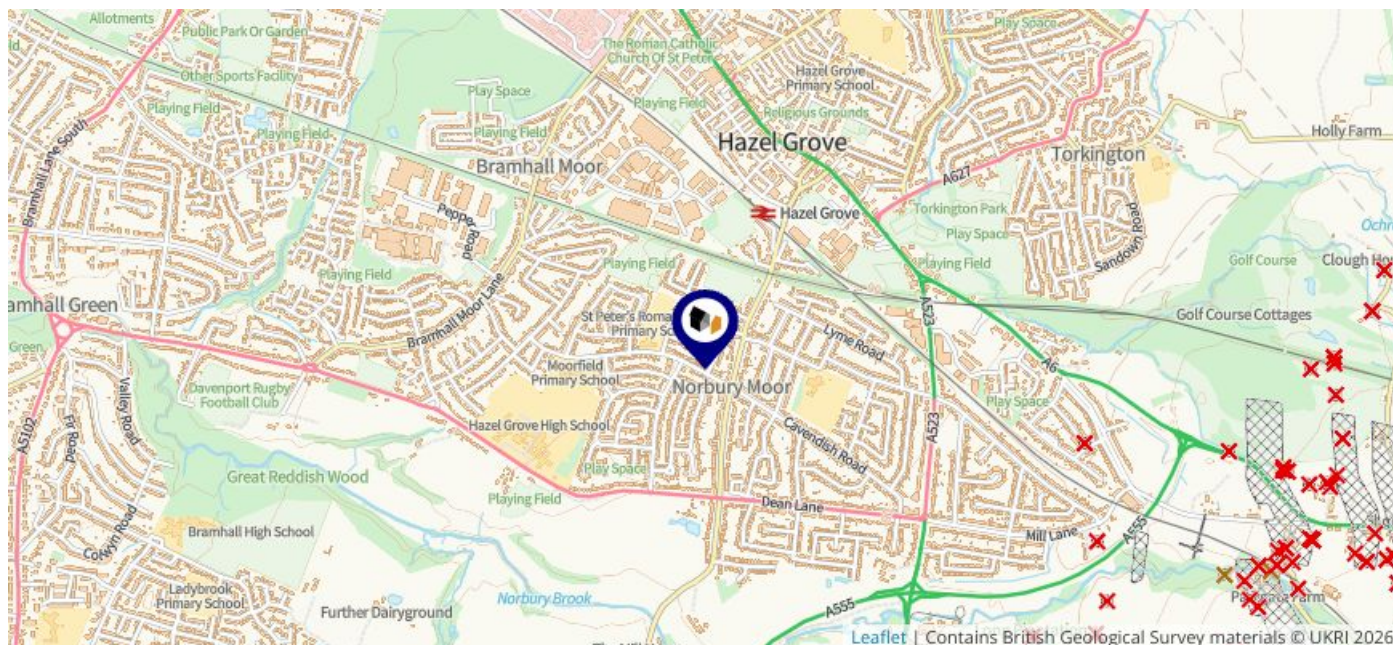 Allotments
Public Park Or Garden
Other Sports Facility
Playing Field
Playing Field
Bramhall Lane South
Play Space
Playing Field
Bramhall Moor
The Roman Catholic
Church Of St Peter
Playing Field
Hazel Grove
Primary School
Religious Grounds
Play Space
Hazel Grove
Torkington
Holly Farm
A627
Hazel Grove
Torkington Park
Play Space
Playing Field
Sandown Road
Golf Course
Clough Ho
Golf Course Cottages
Pepper
Road
Playing Field
Playing Field
Bramhall Moor Lane
amhall Green
Green
A5102
Fir Road
Valley Road
Davenport Rugby
Football Club
St Peter's Roma
Primary Scho
Moorfield
Primary School
Norbury Moor
Lyme Road
A523
A6
Play Space
A523
Cavendish Road
Hazel Grove High School
Play Space
Great Reddish Wood
Playing Field
Dean Lane
Mill Lane
A555
Bramhall High School
Colwyn Road
Ladybrook
Primary School
Further Dairyground
Norbury Brook
A555
Leaflet | Contains British Geological Survey materials © UKRI 2026